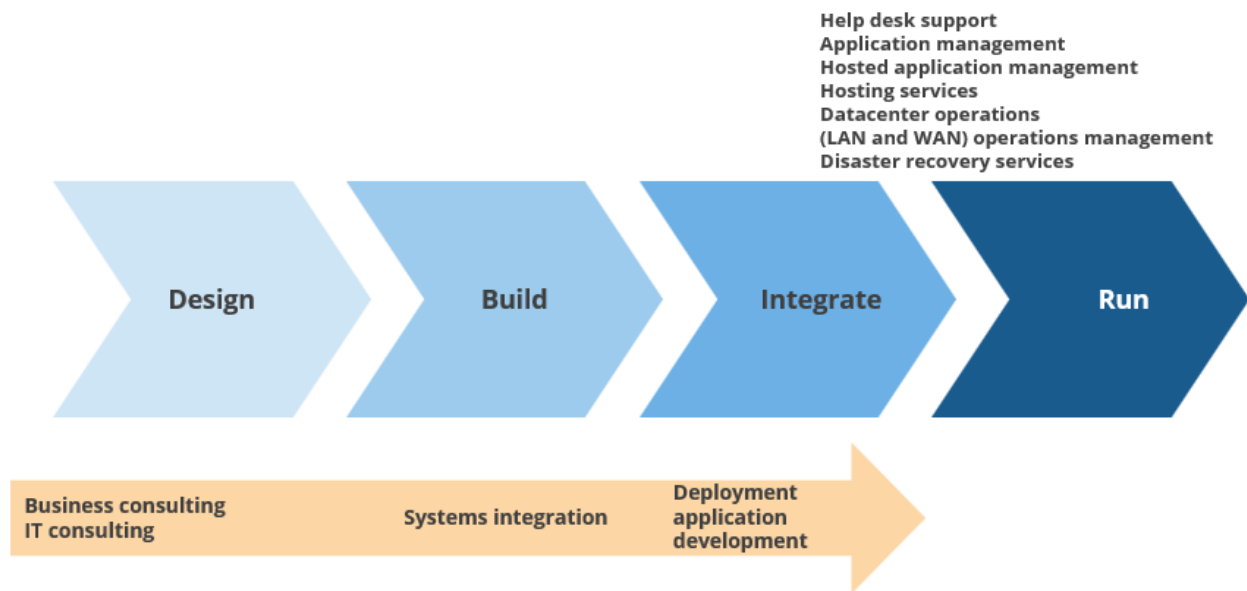 Help desk support
Application management
Hosted application management
Hosting services
Datacenter operations
(LAN and WAN) operations management
Disaster recovery services
Design
Build
Integrate
Run
Business consulting
IT consulting
Systems integration
Deployment
application
development